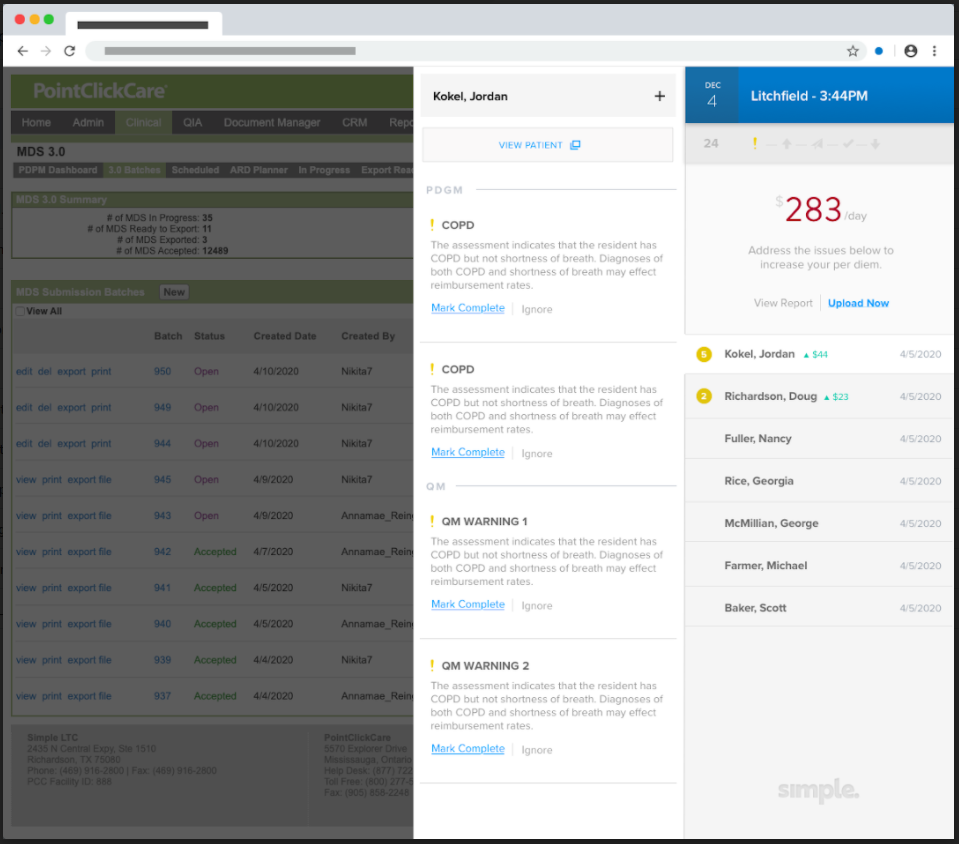 PointClickCare
Home Admin Clinical QIA Document Manager CRM Repo
MDS 3.0
PDPM Dashboard 3.0 Batches Scheduled ARD Planner In Progress Export Rea
MDS 3.0 Summary
# of MDS In Progress: 35
# of MDS Ready to Export: 11
# of MDS Exported: 3
# of MDS Accepted: 12489
MDS Submission Batches New
View All
Batch Status Created Date Created By
edit del export print 950 Open 4/10/2020 Nikita7
edit del export print 949 Open 4/10/2020 Nikita7
edit del export print 944 Open 4/10/2020 Nikita7
view print export file 945 Open 4/9/2020 Nikita7
view print export file 943 Open 4/9/2020 Annamae_Rein
view print export file 942 Accepted 4/7/2020 Annamae_Rein
view print export file 941 Accepted 4/5/2020 Nikita7
view print export file 940 Accepted 4/5/2020 Annamae_Rein
view print export file 939 Accepted 4/4/2020 Nikita7
view print export file 937 Accepted 4/4/2020 Annamae_Rein
Simple LTC
2435 N Central Expy, Ste 1510
Richardson, TX 75080
Phone: (469) 916-2800 | Fax: (469) 916-2800
PCC Facility ID: 888
PointClickCare
5570 Explorer Drive
Mississauga, Ontario
Help Desk: (877) 722
Toll Free: (800) 277-5
Fax: (905) 858-2248
Kokel, Jordan +
VIEW PATIENT
PDGM
! COPD
The assessment indicates that the resident has
COPD but not shortness of breath. Diagnoses of
both COPD and shortness of breath may effect
reimbursement rates.
Mark Complete | Ignore
! COPD
The assessment indicates that the resident has
COPD but not shortness of breath. Diagnoses of
both COPD and shortness of breath may effect
reimbursement rates.
Mark Complete | Ignore
QM
! QM WARNING 1
The assessment indicates that the resident has
COPD but not shortness of breath. Diagnoses of
both COPD and shortness of breath may effect
reimbursement rates.
Mark Complete | Ignore
! QM WARNING 2
The assessment indicates that the resident has
COPD but not shortness of breath. Diagnoses of
both COPD and shortness of breath may effect
reimbursement rates.
Mark Complete | Ignore
DEC
4
Litchfield - 3:44PM
24 !
$283/day
Address the issues below to
increase your per diem.
View Report | Upload Now
5 Kokel, Jordan ▲ $44 4/5/2020
2 Richardson, Doug ▲ $23 4/5/2020
Fuller, Nancy 4/5/2020
Rice, Georgia 4/5/2020
McMillian, George 4/5/2020
Farmer, Michael 4/5/2020
Baker, Scott 4/5/2020
simple.